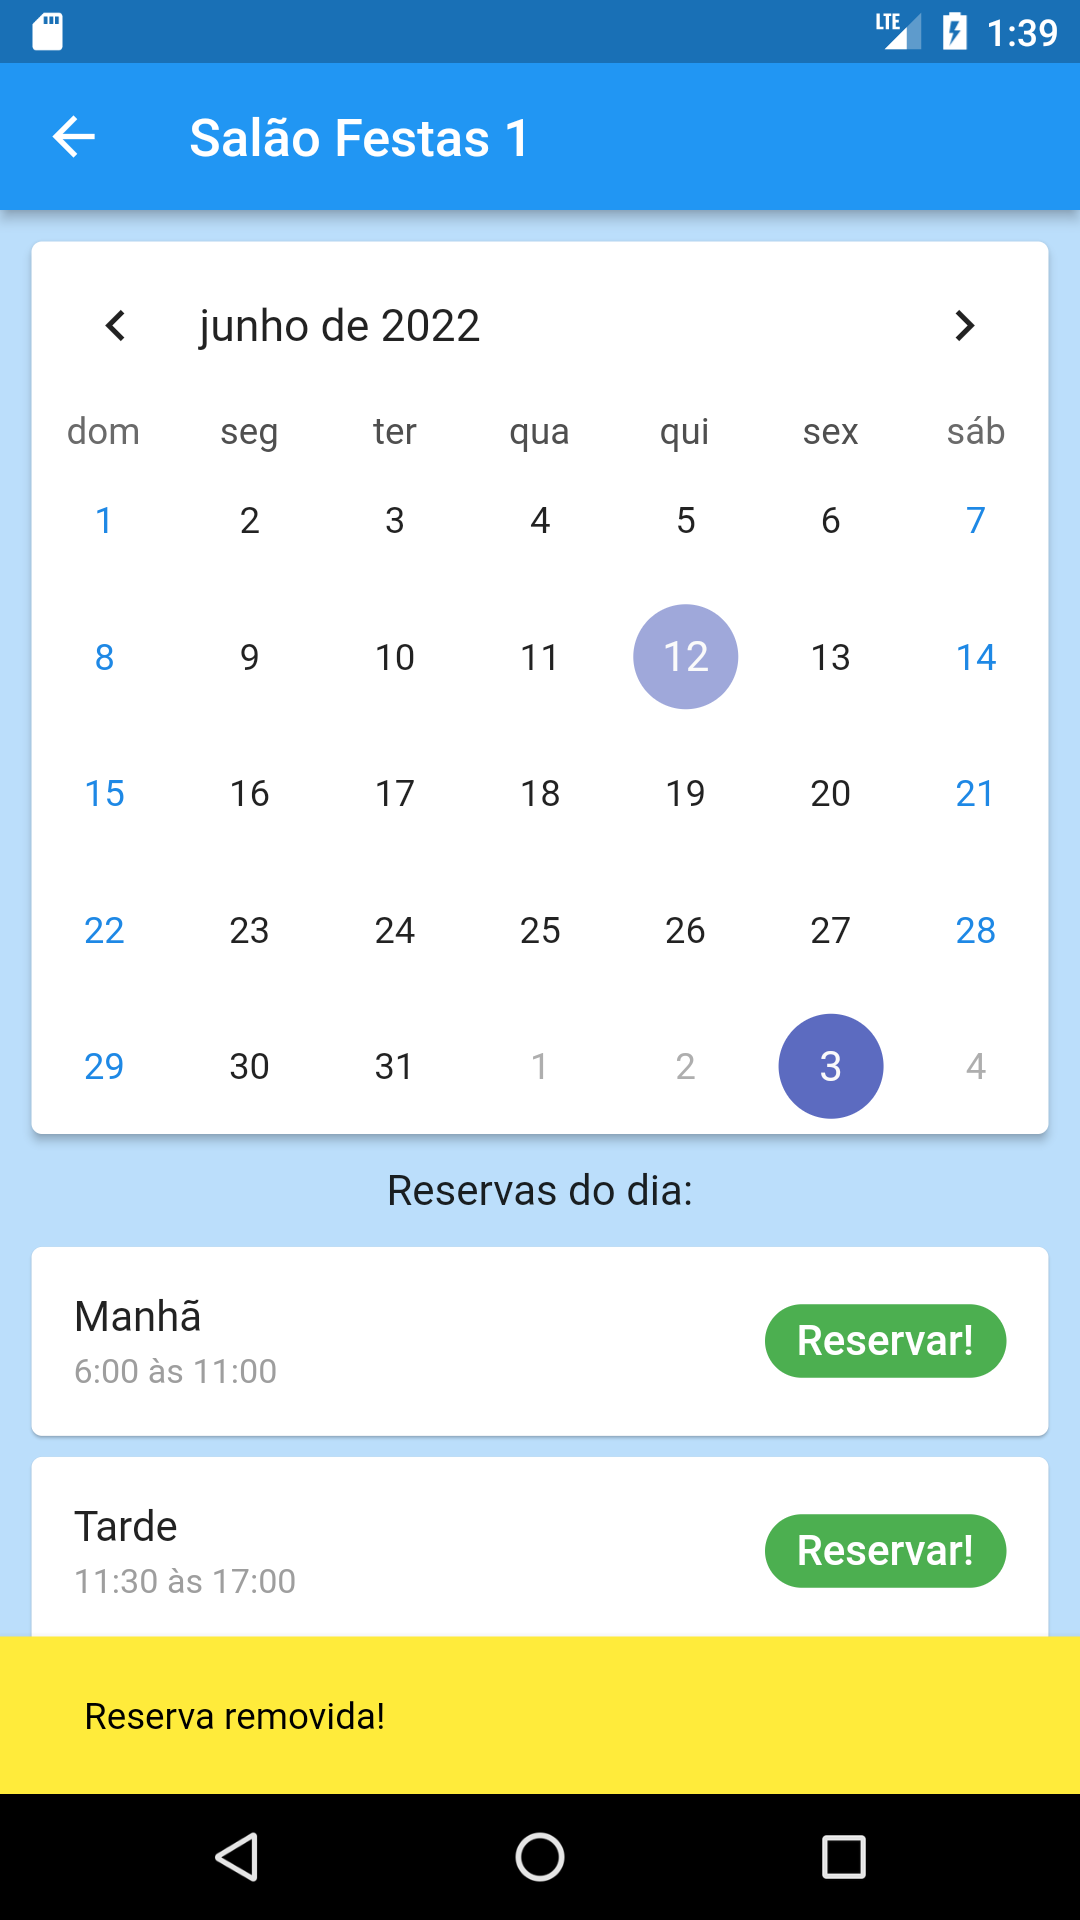 LTE 1:39
Salão Festas 1
junho de 2022
dom seg ter qua qui sex sáb
1 2 3 4 5 6 7
8 9 10 11 12 13 14
15 16 17 18 19 20 21
22 23 24 25 26 27 28
29 30 31 1 2 3 4
Reservas do dia:
Manhã
6:00 às 11:00
Reservar!
Tarde
11:30 às 17:00
Reservar!
Reserva removida!